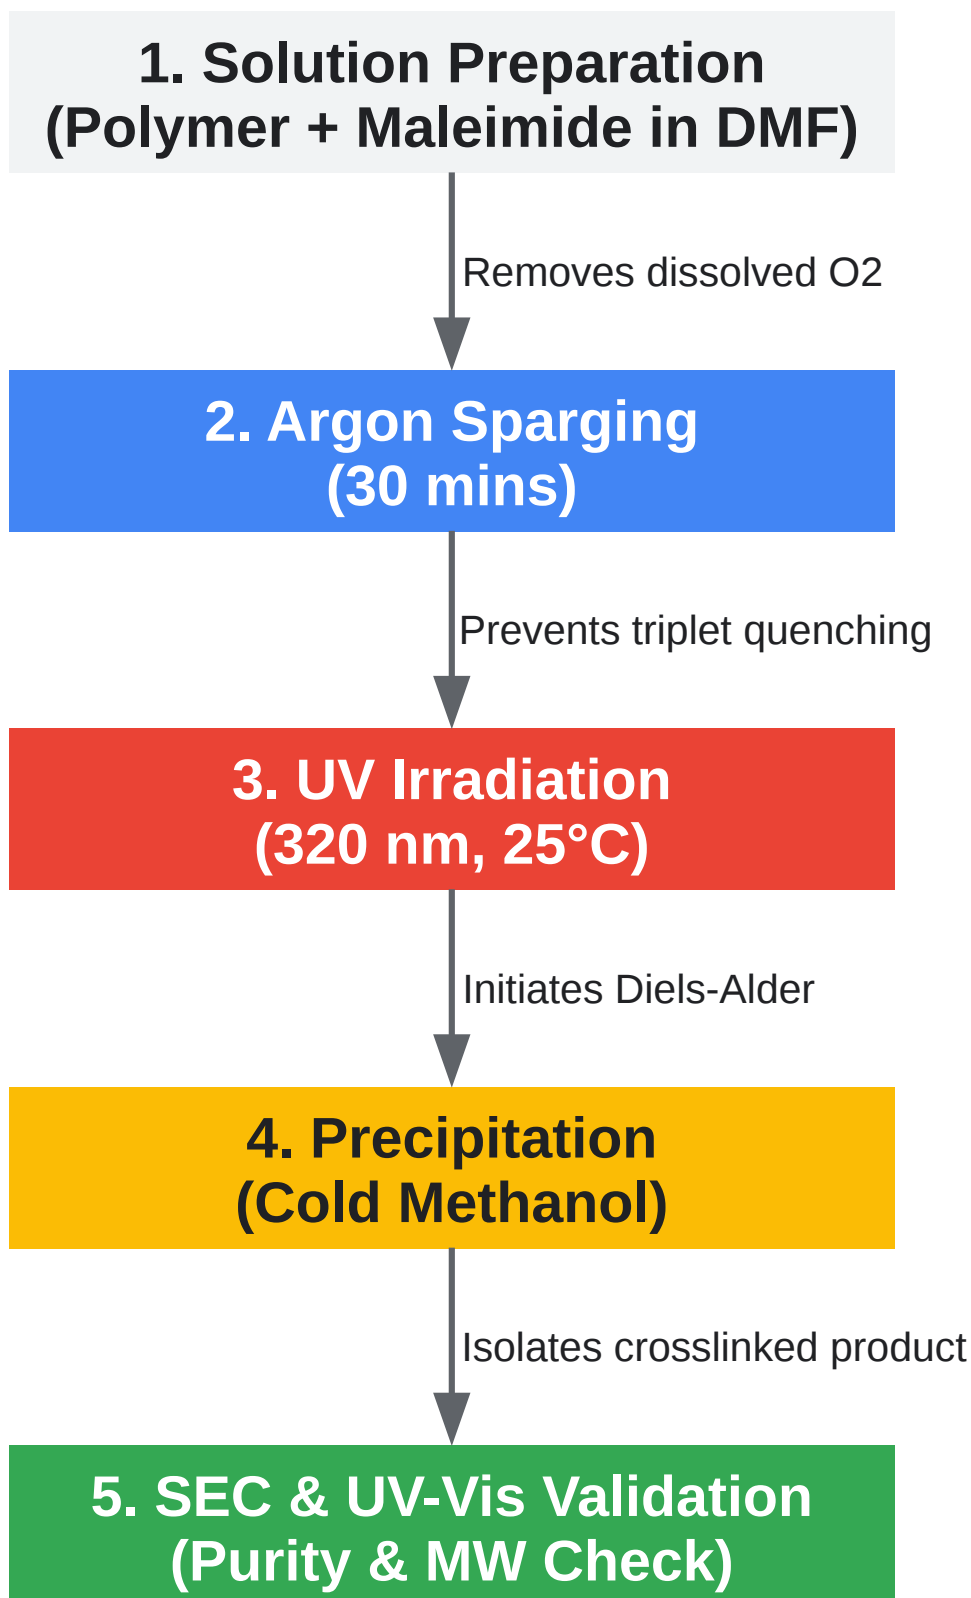 1. Solution Preparation
(Polymer + Maleimide in DMF)
Removes dissolved O2
2. Argon Sparging
(30 mins)
Prevents triplet quenching
3. UV Irradiation
(320 nm, 25°C)
Initiates Diels-Alder
4. Precipitation
(Cold Methanol)
Isolates crosslinked product
5. SEC & UV-Vis Validation
(Purity & MW Check)